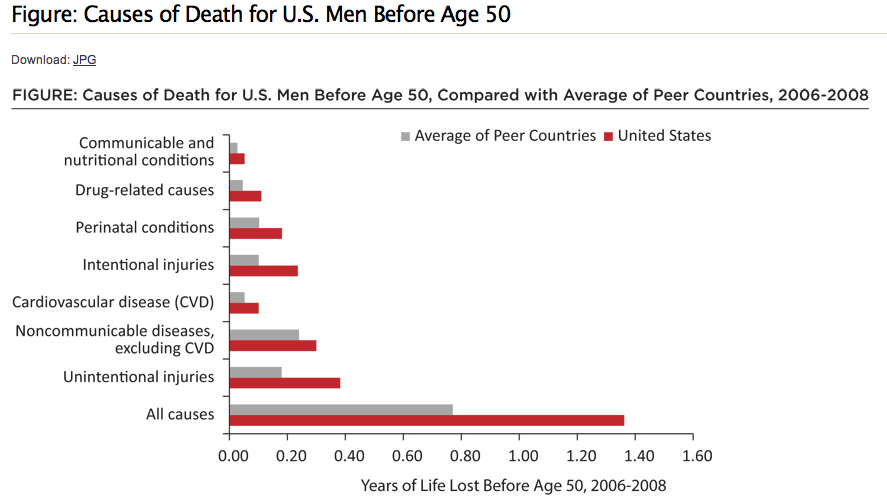 Figure: Causes of Death for U.S. Men Before Age 50
Download: JPG
FIGURE: Causes of Death for U.S. Men Before Age 50, Compared with Average of Peer Countries, 2006-2008
Average of Peer Countries United States
Communicable and
nutritional conditions
Drug-related causes
Perinatal conditions
Intentional injuries
Cardiovascular disease (CVD)
Noncommunicable diseases,
excluding CVD
Unintentional injuries
All causes
0.00 0.20 0.40 0.60 0.80 1.00 1.20 1.40 1.60
Years of Life Lost Before Age 50, 2006-2008